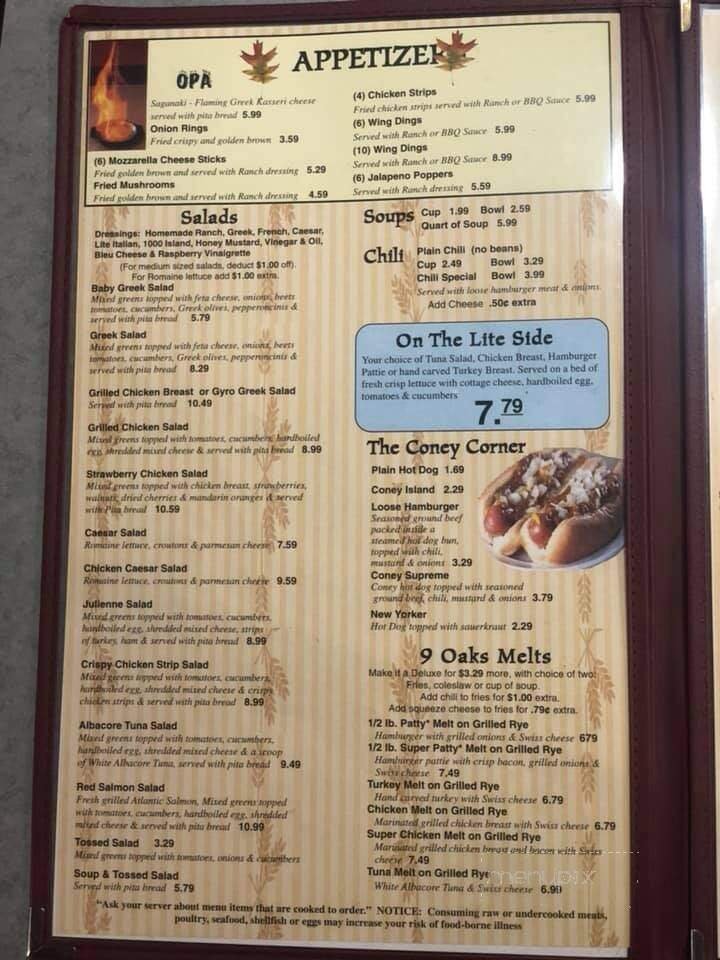 APPETIZER
OPA
Saganaki - Flaming Greek Kasseri cheese
served with pita bread 5.99
Onion Rings
Fried crispy and golden brown 3.59
(6) Mozzarella Cheese Sticks
Fried golden brown and served with Ranch dressing 5.29
Fried Mushrooms
Fried golden brown and served with Ranch dressing 4.59
(4) Chicken Strips
Fried chicken strips served with Ranch or BBQ Sauce 5.99
(6) Wing Dings
Served with Ranch or BBQ Sauce 5.99
(10) Wing Dings
Served with Ranch or BBQ Sauce 8.99
(6) Jalapeno Poppers
Served with Ranch dressing 5.59
Salads
Dressings: Homemade Ranch, Greek, French, Caesar,
Lite Italian, 1000 Island, Honey Mustard, Vinegar & Oil,
Bleu Cheese & Raspberry Vinaigrette
(For medium sized salads, deduct $1.00 off).
For Romaine lettuce add $1.00 extra.
Baby Greek Salad
Mixed greens topped with feta cheese, onions, beets
tomatoes, cucumbers, Greek olives, pepperoncinis &
served with pita bread 5.79
Greek Salad
Mixed greens topped with feta cheese, onions, beets
tomatoes, cucumbers, Greek olives, pepperoncinis &
served with pita bread 8.29
Grilled Chicken Breast or Gyro Greek Salad
Served with pita bread 10.49
Grilled Chicken Salad
Mixed greens topped with tomatoes, cucumbers, hardboiled
egg, shredded mixed cheese & served with pita bread 8.99
Strawberry Chicken Salad
Mixed greens topped with chicken breast, strawberries,
walnuts, dried cherries & mandarin oranges & served
with Pita bread 10.59
Caesar Salad
Romaine lettuce, croutons & parmesan cheese 7.59
Chicken Caesar Salad
Romaine lettuce, croutons & parmesan cheese 9.59
Julienne Salad
Mixed greens topped with tomatoes, cucumbers,
hardboiled egg, shredded mixed cheese, strips
of turkey, ham & served with pita bread 8.99
Crispy Chicken Strip Salad
Mixed greens topped with tomatoes, cucumbers,
hardboiled egg, shredded mixed cheese & crispy
chicken strips & served with pita bread 8.99
Albacore Tuna Salad
Mixed greens topped with tomatoes, cucumbers,
hardboiled egg, shredded mixed cheese & a scoop
of White Albacore Tuna, served with pita bread 9.49
Red Salmon Salad
Fresh grilled Atlantic Salmon, Mixed greens topped
with tomatoes, cucumbers, hardboiled egg, shredded
mixed cheese & served with pita bread 10.99
Tossed Salad 3.29
Mixed greens topped with tomatoes, onions & cucumbers
Soup & Tossed Salad
Served with pita bread 5.79
Soups Cup 1.99 Bowl 2.59
Quart of Soup 5.99
Chili Plain Chili (no beans)
Cup 2.49 Bowl 3.29
Chili Special Bowl 3.99
Served with loose hamburger meat & onions
Add Cheese .50¢ extra
On The Lite Side
Your choice of Tuna Salad, Chicken Breast, Hamburger
Pattie or hand carved Turkey Breast. Served on a bed of
fresh crisp lettuce with cottage cheese, hardboiled egg,
tomatoes & cucumbers
7.79
The Coney Corner
Plain Hot Dog 1.69
Coney Island 2.29
Loose Hamburger
Seasoned ground beef
packed inside a
steamed hot dog bun,
topped with chili,
mustard & onions 3.29
Coney Supreme
Coney hot dog topped with seasoned
ground beef, chili, mustard & onions 3.79
New Yorker
Hot Dog topped with sauerkraut 2.29
9 Oaks Melts
Make it a Deluxe for $3.29 more, with choice of two:
Fries, coleslaw or cup of soup.
Add chili to fries for $1.00 extra.
Add squeeze cheese to fries for .79¢ extra.
1/2 lb. Patty* Melt on Grilled Rye
Hamburger with grilled onions & Swiss cheese 679
1/2 lb. Super Patty* Melt on Grilled Rye
Hamburger pattie with crisp bacon, grilled onions &
Swiss cheese 7.49
Turkey Melt on Grilled Rye
Hand carved turkey with Swiss cheese 6.79
Chicken Melt on Grilled Rye
Marinated grilled chicken breast with Swiss cheese 6.79
Super Chicken Melt on Grilled Rye
Marinated grilled chicken breast and bacon with Swiss
cheese 7.49
Tuna Melt on Grilled Rye
White Albacore Tuna & Swiss cheese 6.99
menupix
"Ask your server about menu items that are cooked to order." NOTICE: Consuming raw or undercooked meats,
poultry, seafood, shellfish or eggs may increase your risk of food-borne illness